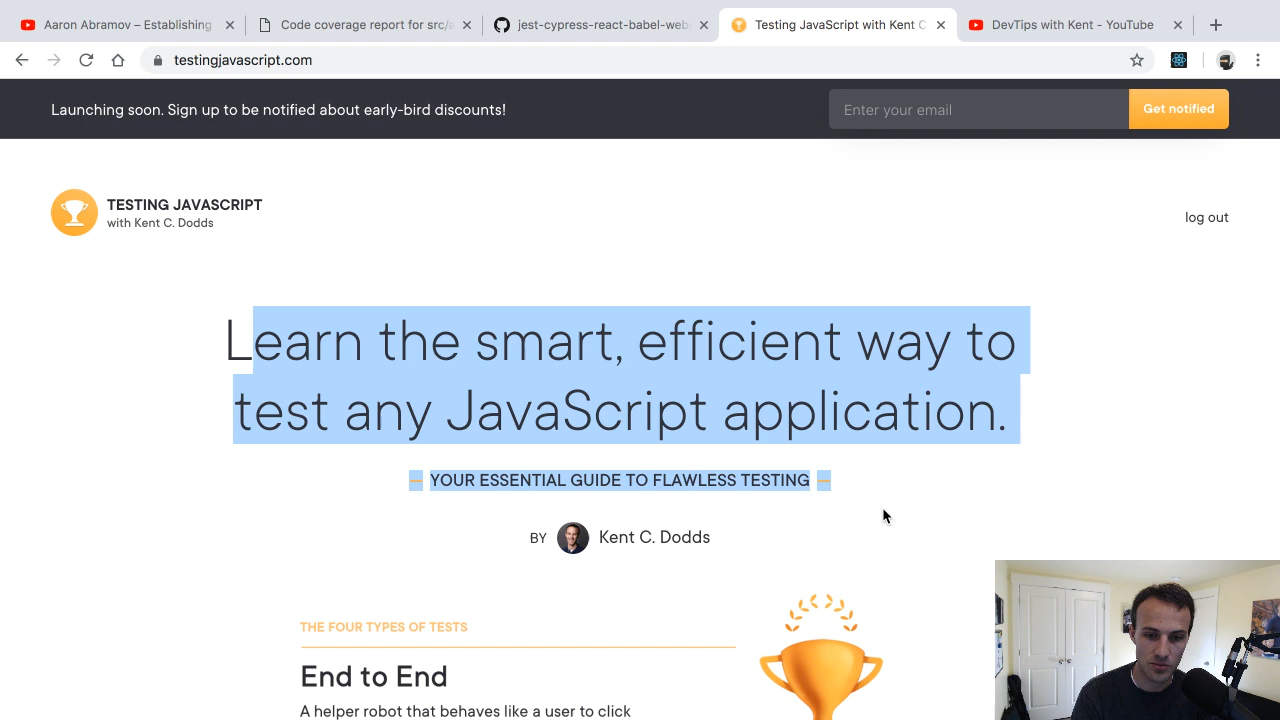 Aaron Abramov – Establishing
Code coverage report for src/a
jest-cypress-react-babel-web
Testing JavaScript with Kent C
DevTips with Kent - YouTube
testingjavascript.com
Launching soon. Sign up to be notified about early-bird discounts!
Enter your email
Get notified
TESTING JAVASCRIPT
with Kent C. Dodds
log out
Learn the smart, efficient way to
test any JavaScript application.
— YOUR ESSENTIAL GUIDE TO FLAWLESS TESTING —
BY Kent C. Dodds
THE FOUR TYPES OF TESTS
End to End
A helper robot that behaves like a user to click